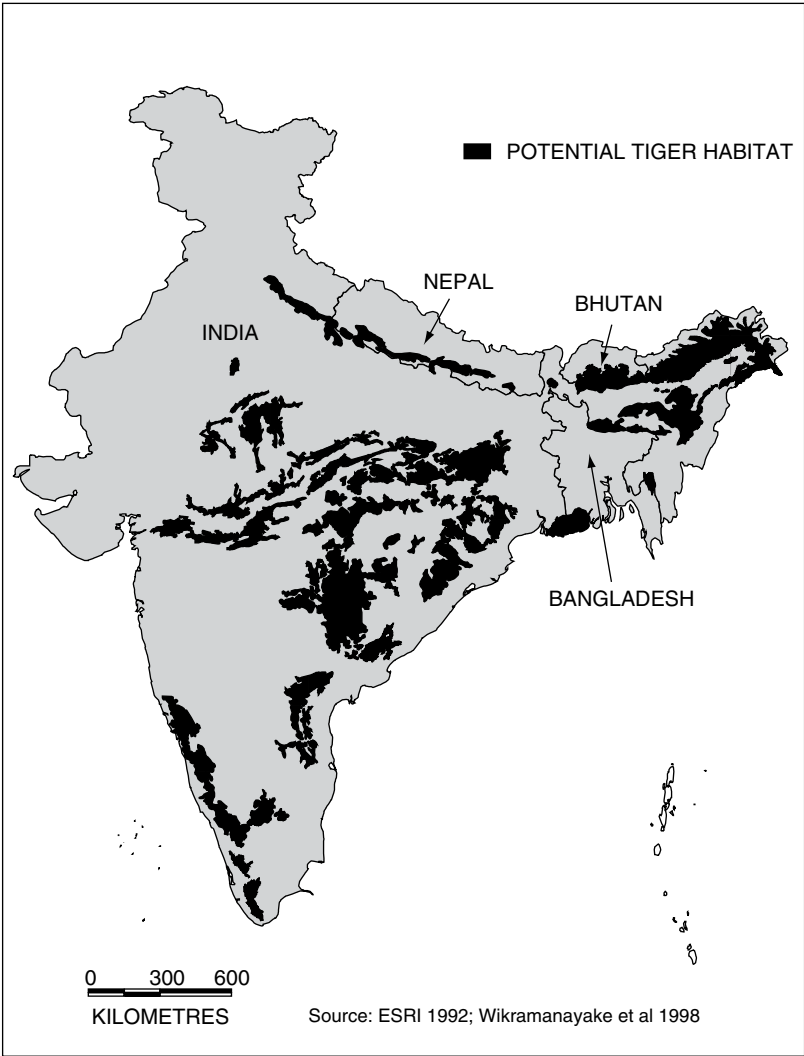 POTENTIAL TIGER HABITAT
NEPAL
BHUTAN
INDIA
BANGLADESH
0 300 600
KILOMETRES
Source: ESRI 1992; Wikramanayake et al 1998